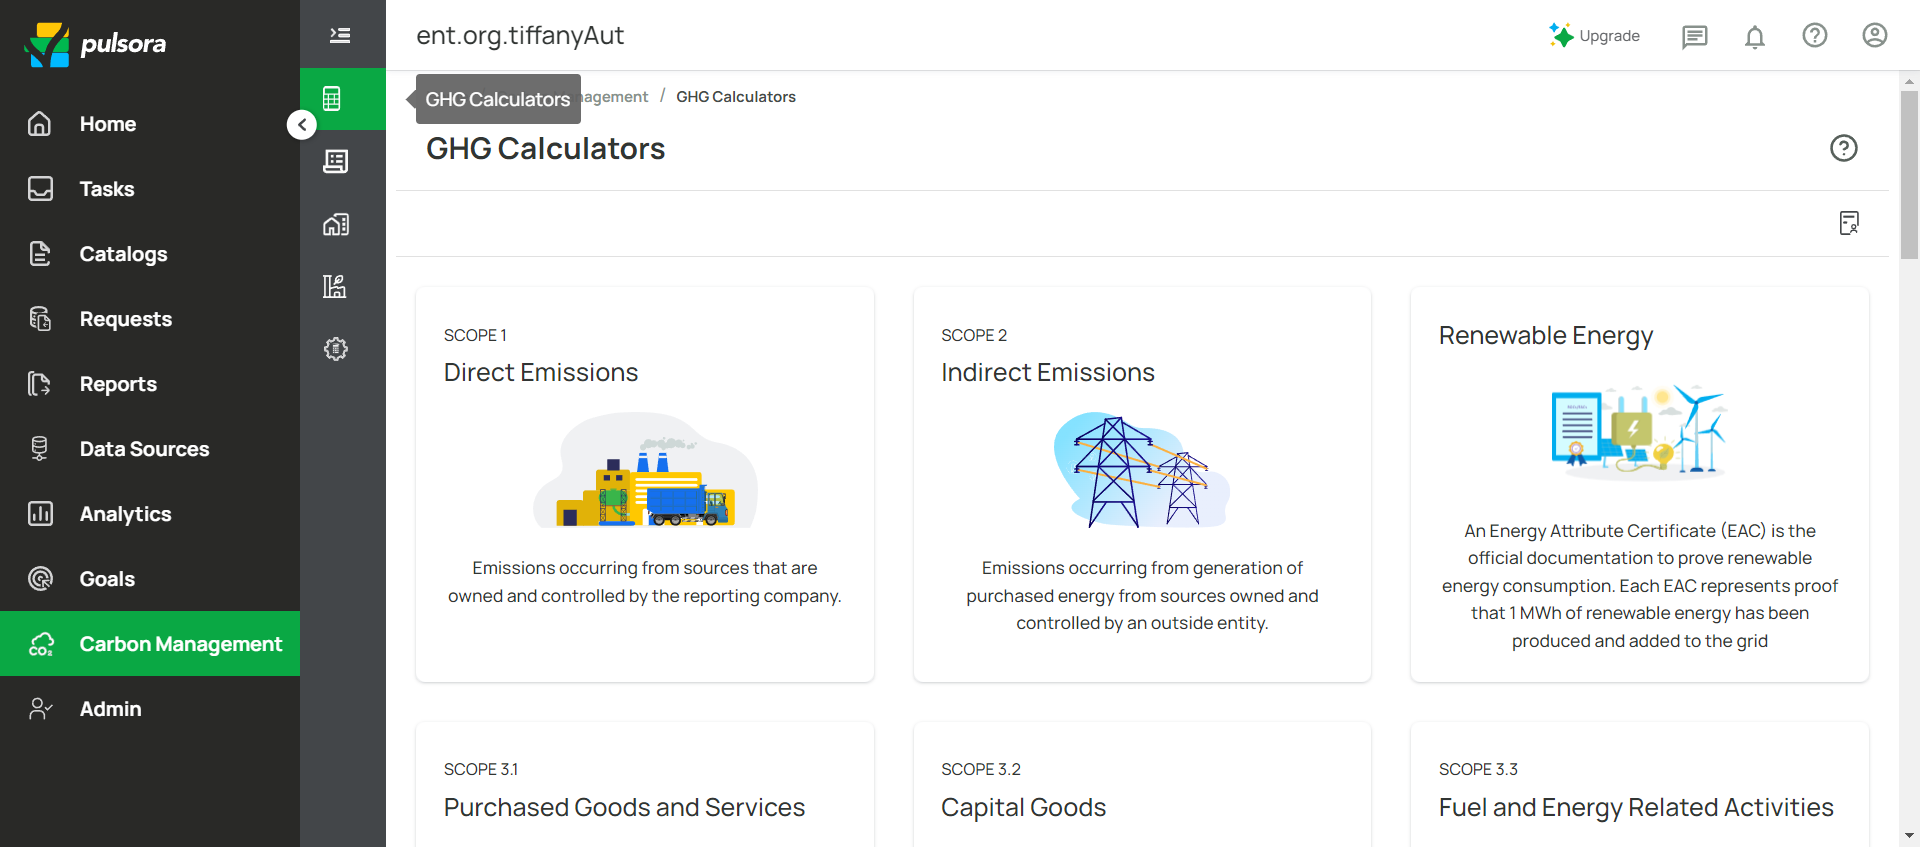 pulsora
Home
Tasks
Catalogs
Requests
Reports
Data Sources
Analytics
Goals
Carbon Management
Admin
ent.org.tiffanyAut
Upgrade
GHG Calculators
nagement / GHG Calculators
GHG Calculators
SCOPE 1
Direct Emissions
Emissions occurring from sources that are
owned and controlled by the reporting company.
SCOPE 2
Indirect Emissions
Emissions occurring from generation of
purchased energy from sources owned and
controlled by an outside entity.
Renewable Energy
An Energy Attribute Certificate (EAC) is the
official documentation to prove renewable
energy consumption. Each EAC represents proof
that 1 MWh of renewable energy has been
produced and added to the grid
SCOPE 3.1
Purchased Goods and Services
SCOPE 3.2
Capital Goods
SCOPE 3.3
Fuel and Energy Related Activities